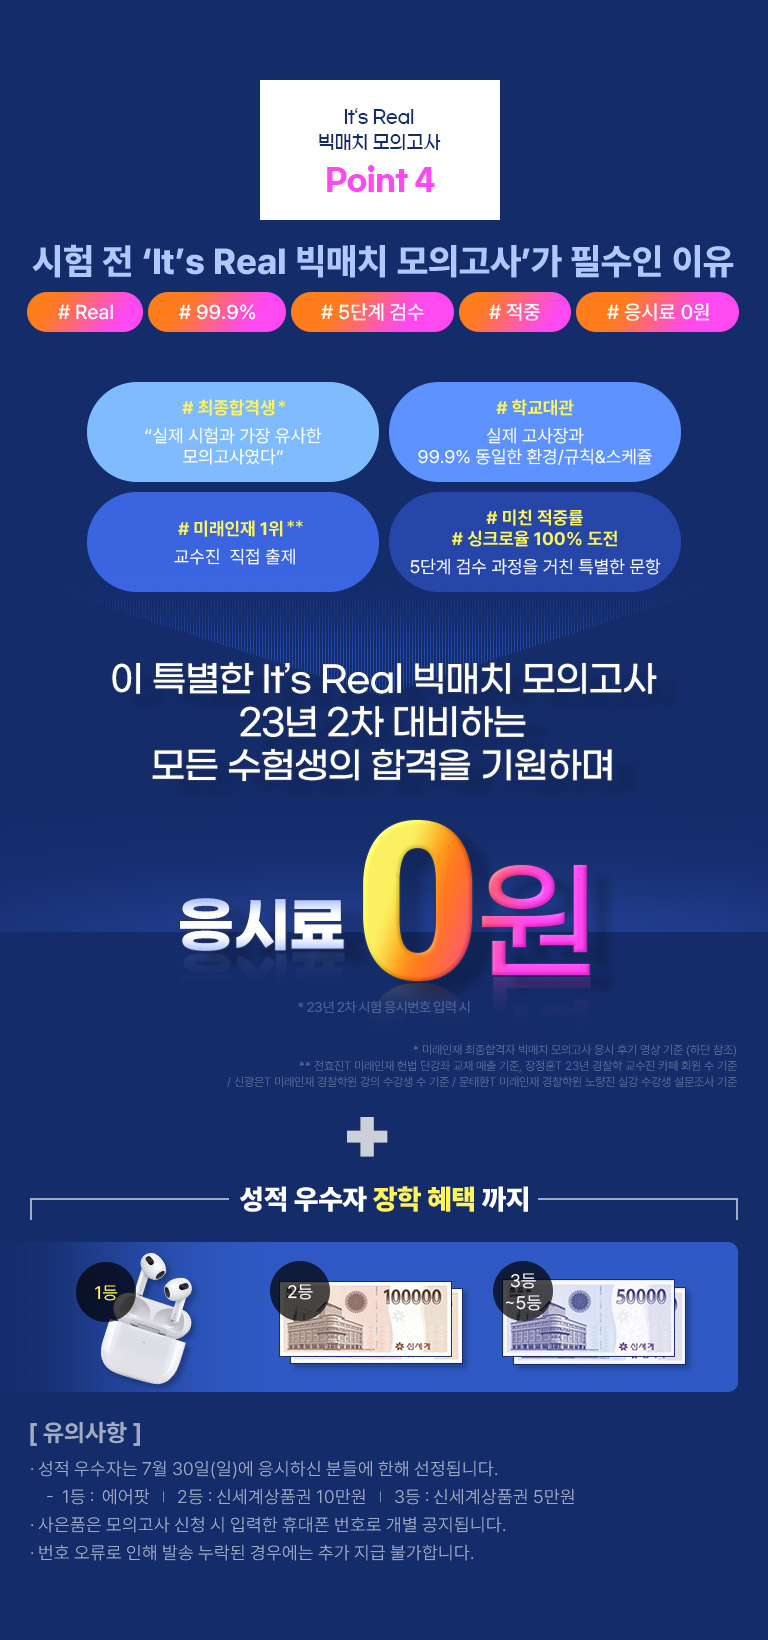 It's Real
빅매치 모의고사
Point 4
시험 전 ‘It’s Real 빅매치 모의고사’가 필수인 이유
# Real
# 99.9%
# 5단계 검수
# 적중
# 응시료 0원
# 최종합격생*
“실제 시험과 가장 유사한
모의고사였다”
# 학교대관
실제 고사장과
99.9% 동일한 환경/규칙&스케쥴
# 미래인재 1위**
교수진 직접 출제
# 미친 적중률
# 싱크로율 100% 도전
5단계 검수 과정을 거친 특별한 문항
이 특별한 It’s Real 빅매치 모의고사
23년 2차 대비하는
모든 수험생의 합격을 기원하며
응시료 0원
* 23년 2차 시험 응시번호 입력 시
* 미래인재 최종합격자 빅매치 모의고사 응시 후기 영상 기준 (하단 참조)
** 전효진T 미래인재 헌법 단강좌 교재 매출 기준, 장정훈T 23년 경찰학 교수진 카페 회원 수 기준
/ 신광은T 미래인재 경찰학원 강의 수강생 수 기준 / 문태환T 미래인재 경찰학원 노량진 실강 수강생 설문조사 기준
성적 우수자 장학 혜택 까지
1등
2등
100000
신세계
3등
~5등
50000
신세계
[ 유의사항 ]
· 성적 우수자는 7월 30일(일)에 응시하신 분들에 한해 선정됩니다.
- 1등 : 에어팟 | 2등 : 신세계상품권 10만원 | 3등 : 신세계상품권 5만원
· 사은품은 모의고사 신청 시 입력한 휴대폰 번호로 개별 공지됩니다.
· 번호 오류로 인해 발송 누락된 경우에는 추가 지급 불가합니다.